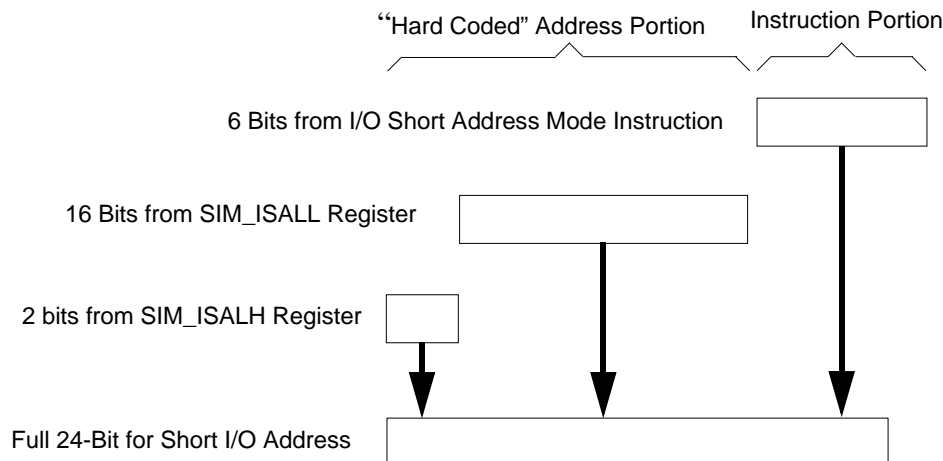 “Hard Coded” Address Portion
Instruction Portion
6 Bits from I/O Short Address Mode Instruction
16 Bits from SIM_ISALL Register
2 bits from SIM_ISALH Register
Full 24-Bit for Short I/O Address